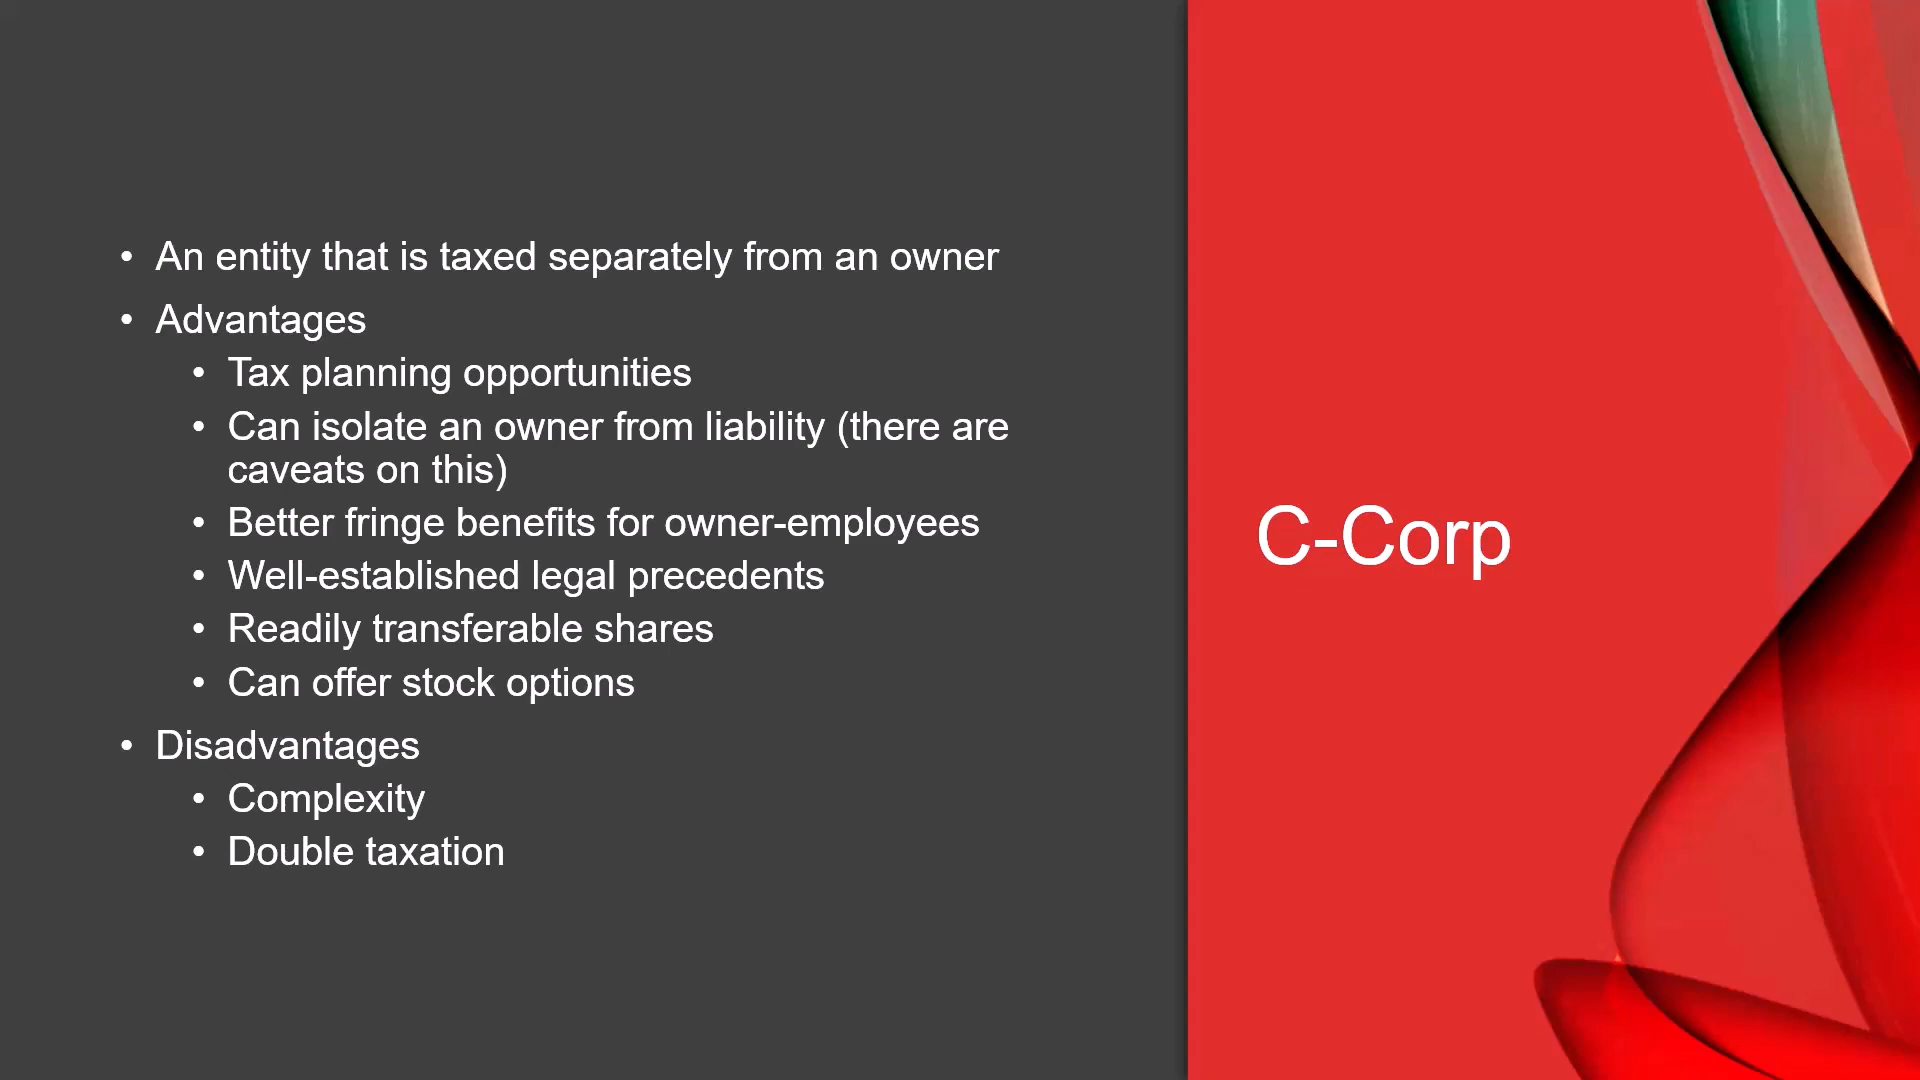 • An entity that is taxed separately from an owner
• Advantages
• Tax planning opportunities
• Can isolate an owner from liability (there are
caveats on this)
• Better fringe benefits for owner-employees
• Well-established legal precedents
• Readily transferable shares
• Can offer stock options
• Disadvantages
• Complexity
• Double taxation
C-Corp